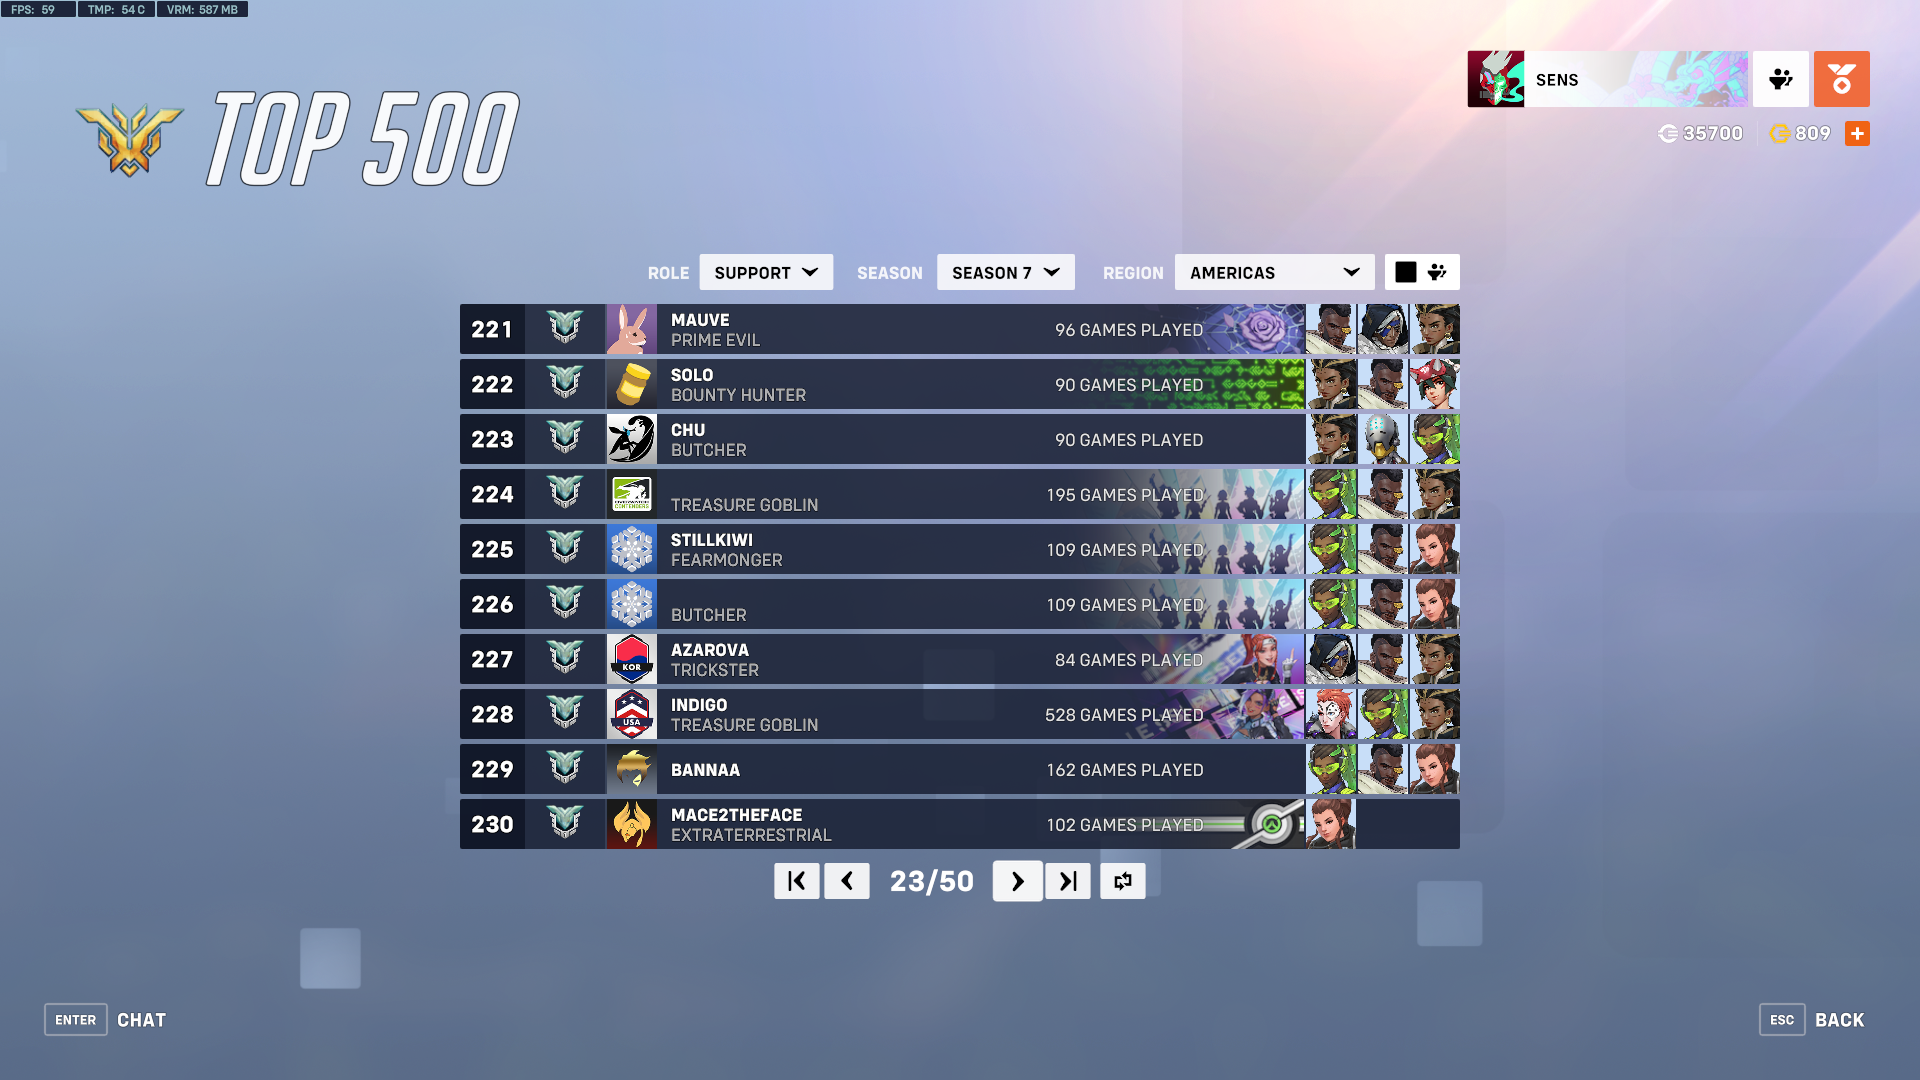 FPS: 59 TMP: 54 C VRM: 587 MB
TOP 500
SENS
35700 809
ROLE SUPPORT SEASON SEASON 7 REGION AMERICAS
221 MAUVE 96 GAMES PLAYED
PRIME EVIL
222 SOLO 90 GAMES PLAYED
BOUNTY HUNTER
223 CHU 90 GAMES PLAYED
BUTCHER
224 195 GAMES PLAYED
TREASURE GOBLIN
225 STILLKIWI 109 GAMES PLAYED
FEARMONGER
226 109 GAMES PLAYED
BUTCHER
227 KOR AZAROVA 84 GAMES PLAYED
TRICKSTER
228 USA INDIGO 528 GAMES PLAYED
TREASURE GOBLIN
229 BANNAA 162 GAMES PLAYED
230 MACE2THEFACE 102 GAMES PLAYED
EXTRATERRESTRIAL
23/50
ENTER CHAT
ESC BACK